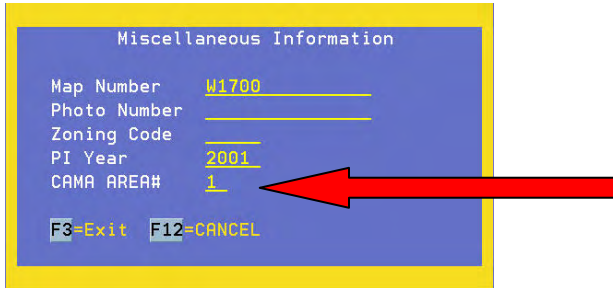 Miscellaneous Information
Map Number W1700
Photo Number
Zoning Code
PI Year 2001
CAMA AREA# 1
F3=Exit F12=CANCEL